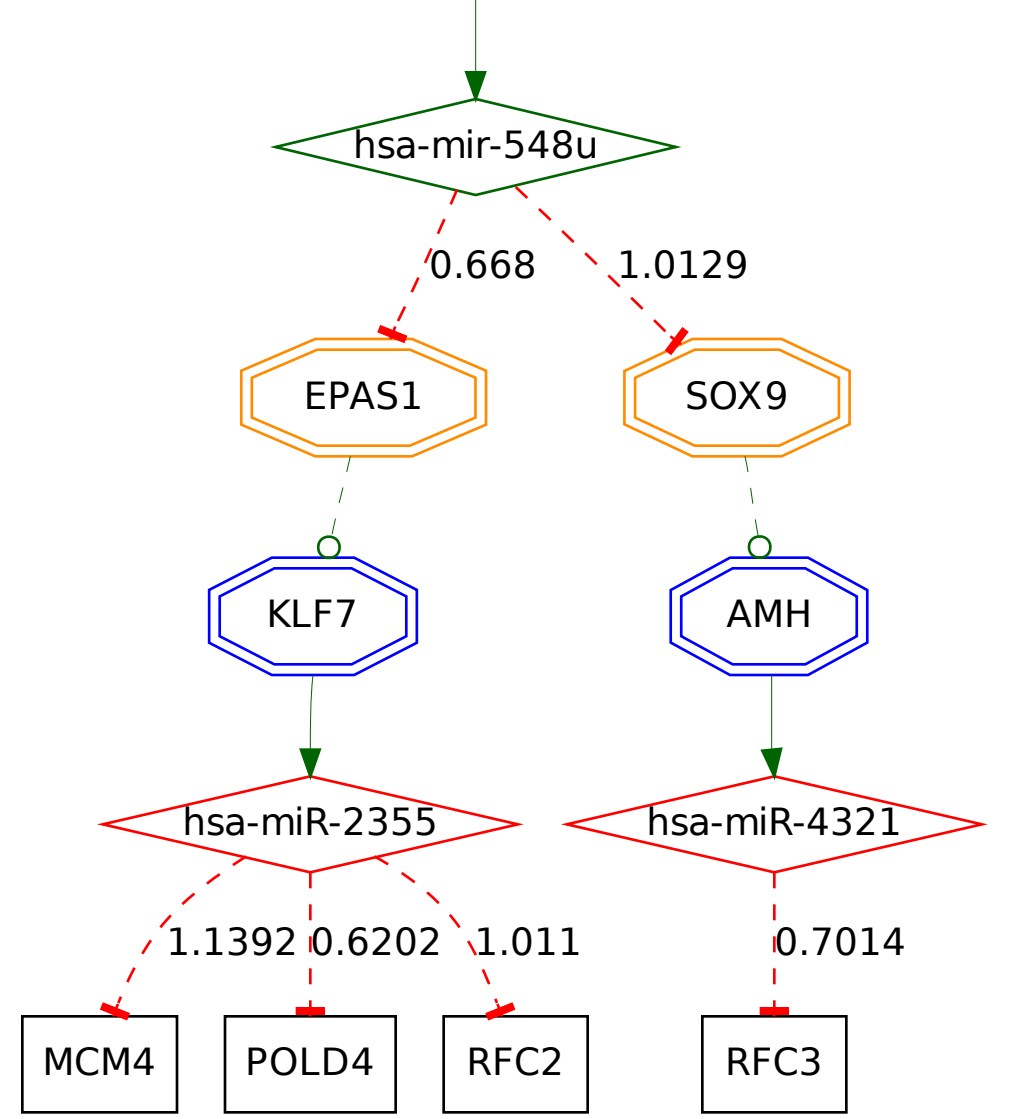 hsa-mir-548u
0.668 1.0129
EPAS1 SOX9
KLF7 AMH
hsa-miR-2355 hsa-miR-4321
1.1392 0.6202 1.011 0.7014
MCM4 POLD4 RFC2 RFC3